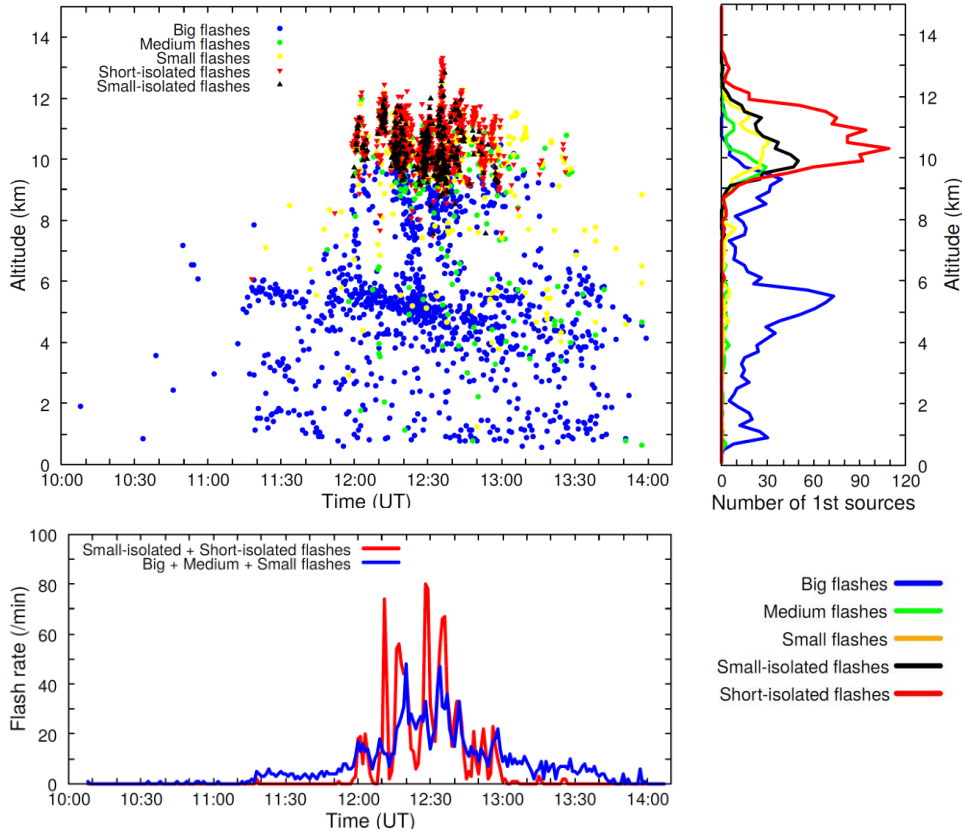 Big flashes
Medium flashes
Small flashes
Short-isolated flashes
Small-isolated flashes
14
12
10
8
6
4
2
0
Altitude (km)
10:00 10:30 11:00 11:30 12:00 12:30 13:00 13:30 14:00
Time (UT)
14
12
10
8
6
4
2
0
Altitude (km)
0 30 60 90 120
Number of 1st sources
100
80
60
40
20
0
Flash rate (/min)
Small-isolated + Short-isolated flashes
Big + Medium + Small flashes
10:00 10:30 11:00 11:30 12:00 12:30 13:00 13:30 14:00
Time (UT)
Big flashes
Medium flashes
Small flashes
Small-isolated flashes
Short-isolated flashes